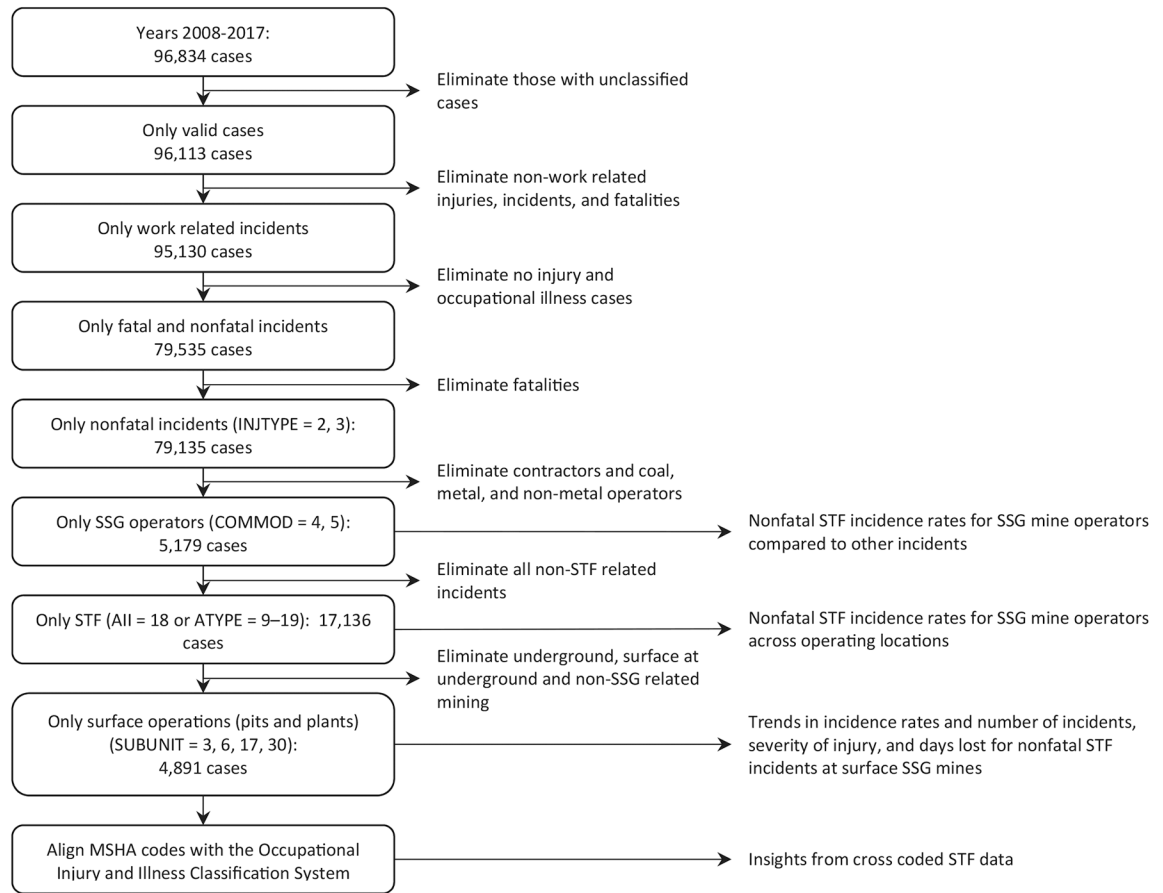 Years 2008-2017:
96,834 cases
Eliminate those with unclassified
cases
Only valid cases
96,113 cases
Eliminate non-work related
injuries, incidents, and fatalities
Only work related incidents
95,130 cases
Eliminate no injury and
occupational illness cases
Only fatal and nonfatal incidents
79,535 cases
Eliminate fatalities
Only nonfatal incidents (INJTYPE = 2, 3):
79,135 cases
Eliminate contractors and coal,
metal, and non-metal operators
Only SSG operators (COMMOD = 4, 5):
5,179 cases
Nonfatal STF incidence rates for SSG mine operators
compared to other incidents
Eliminate all non-STF related
incidents
Only STF (AII = 18 or ATYPE = 9–19): 17,136
cases
Nonfatal STF incidence rates for SSG mine operators
across operating locations
Eliminate underground, surface at
underground and non-SSG related
mining
Only surface operations (pits and plants)
(SUBUNIT = 3, 6, 17, 30):
4,891 cases
Trends in incidence rates and number of incidents,
severity of injury, and days lost for nonfatal STF
incidents at surface SSG mines
Align MSHA codes with the Occupational
Injury and Illness Classification System
Insights from cross coded STF data